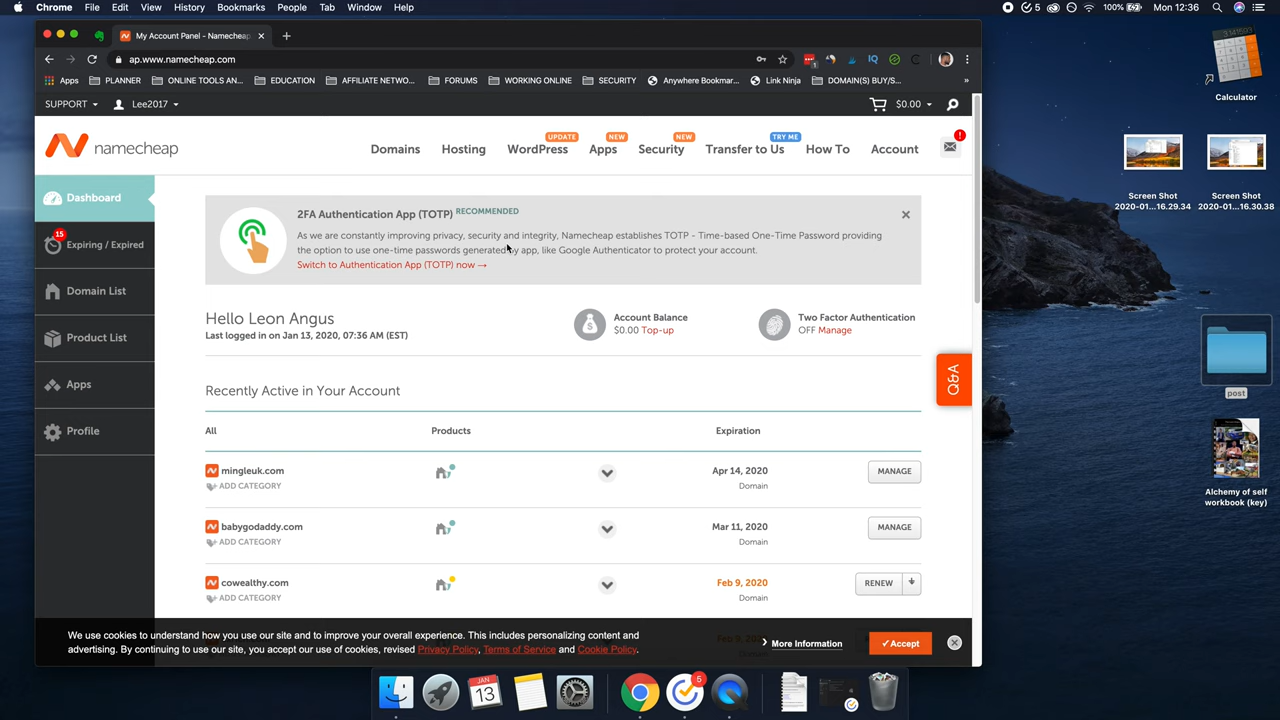 Chrome File Edit View History Bookmarks People Tab Window Help
5 100% Mon 12:36
My Account Panel - Namecheap
ap.www.namecheap.com
Apps PLANNER ONLINE TOOLS AN... EDUCATION AFFILIATE NETWO... FORUMS WORKING ONLINE SECURITY Anywhere Bookmar... Link Ninja DOMAIN(S) BUY/S... »
SUPPORT Lee2017 $0.00
UPDATE NEW NEW TRY ME
namecheap Domains Hosting WordPress Apps Security Transfer to Us How To Account
Dashboard
15
Expiring / Expired
Domain List
Product List
Apps
Profile
2FA Authentication App (TOTP) RECOMMENDED
As we are constantly improving privacy, security and integrity, Namecheap establishes TOTP - Time-based One-Time Password providing
the option to use one-time passwords generated by app, like Google Authenticator to protect your account.
Switch to Authentication App (TOTP) now →
Hello Leon Angus
Last logged in on Jan 13, 2020, 07:36 AM (EST)
Account Balance
$0.00 Top-up
Two Factor Authentication
OFF Manage
Q&A
Recently Active in Your Account
All Products Expiration
mingleuk.com Apr 14, 2020 MANAGE
ADD CATEGORY Domain
babygodaddy.com Mar 11, 2020 MANAGE
ADD CATEGORY Domain
cowealthy.com Feb 9, 2020 RENEW
ADD CATEGORY Domain
We use cookies to understand how you use our site and to improve your overall experience. This includes personalizing content and
advertising. By continuing to use our site, you accept our use of cookies, revised Privacy Policy, Terms of Service and Cookie Policy.
More Information Accept
Calculator
Screen Shot
2020-01...16.29.34
Screen Shot
2020-01...16.30.38
post
Alchemy of self
workbook (key)
JAN
13
5